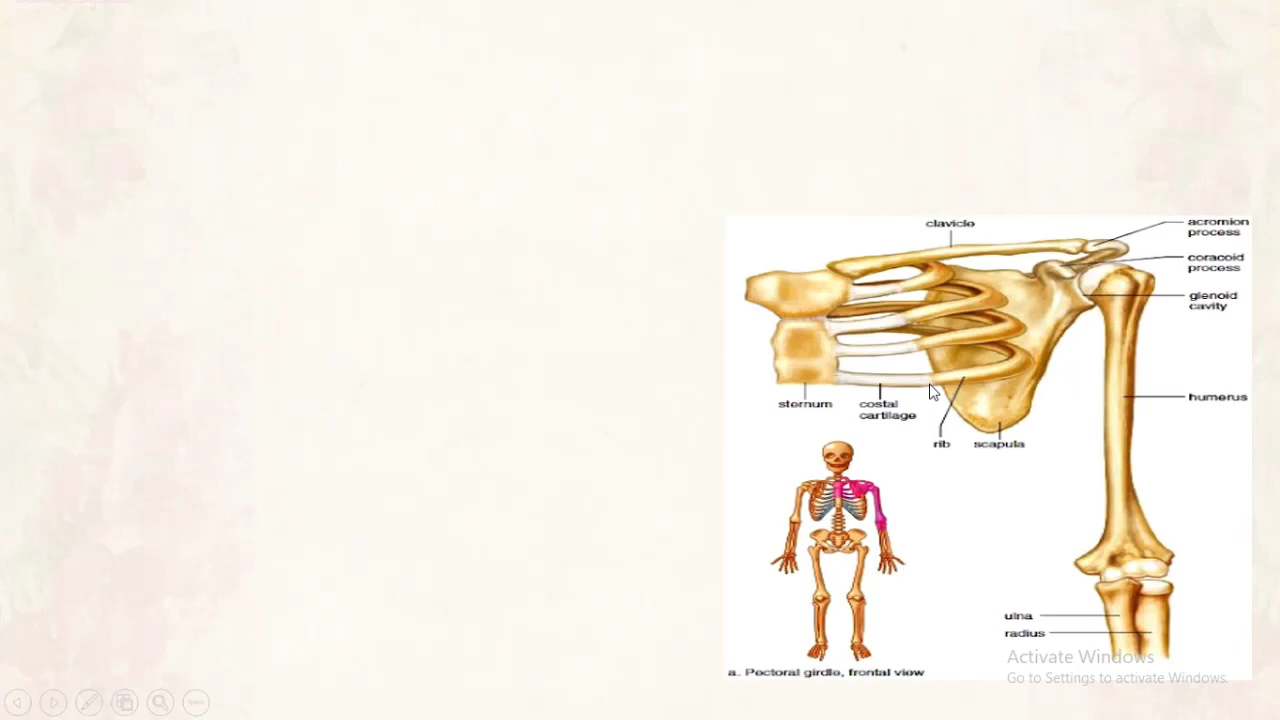 clavicle
acromion
process
coracoid
process
glenoid
cavity
humerus
sternum
costal
cartilage
rib
scapula
ulna
radius
a. Pectoral girdle, frontal view
Activate Windows
Go to Settings to activate Windows.